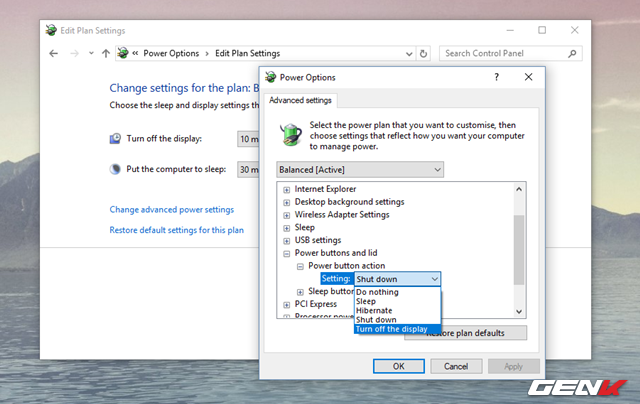 Edit Plan Settings
« Power Options > Edit Plan Settings
Search Control Panel
Change settings for the plan: B
Choose the sleep and display settings th
Turn off the display: 10 m
Put the computer to sleep: 30 m
Change advanced power settings
Restore default settings for this plan
Power Options
?
Advanced settings
Select the power plan that you want to customise, then
choose settings that reflect how you want your computer
to manage power.
Balanced [Active]
Internet Explorer
Desktop background settings
Wireless Adapter Settings
Sleep
USB settings
Power buttons and lid
Power button action
Setting: Shut down
Do nothing
Sleep
Hibernate
Shut down
Turn off the display
Sleep button
PCI Express
Processor powe
Restore plan defaults
OK
Cancel
Apply
GENK